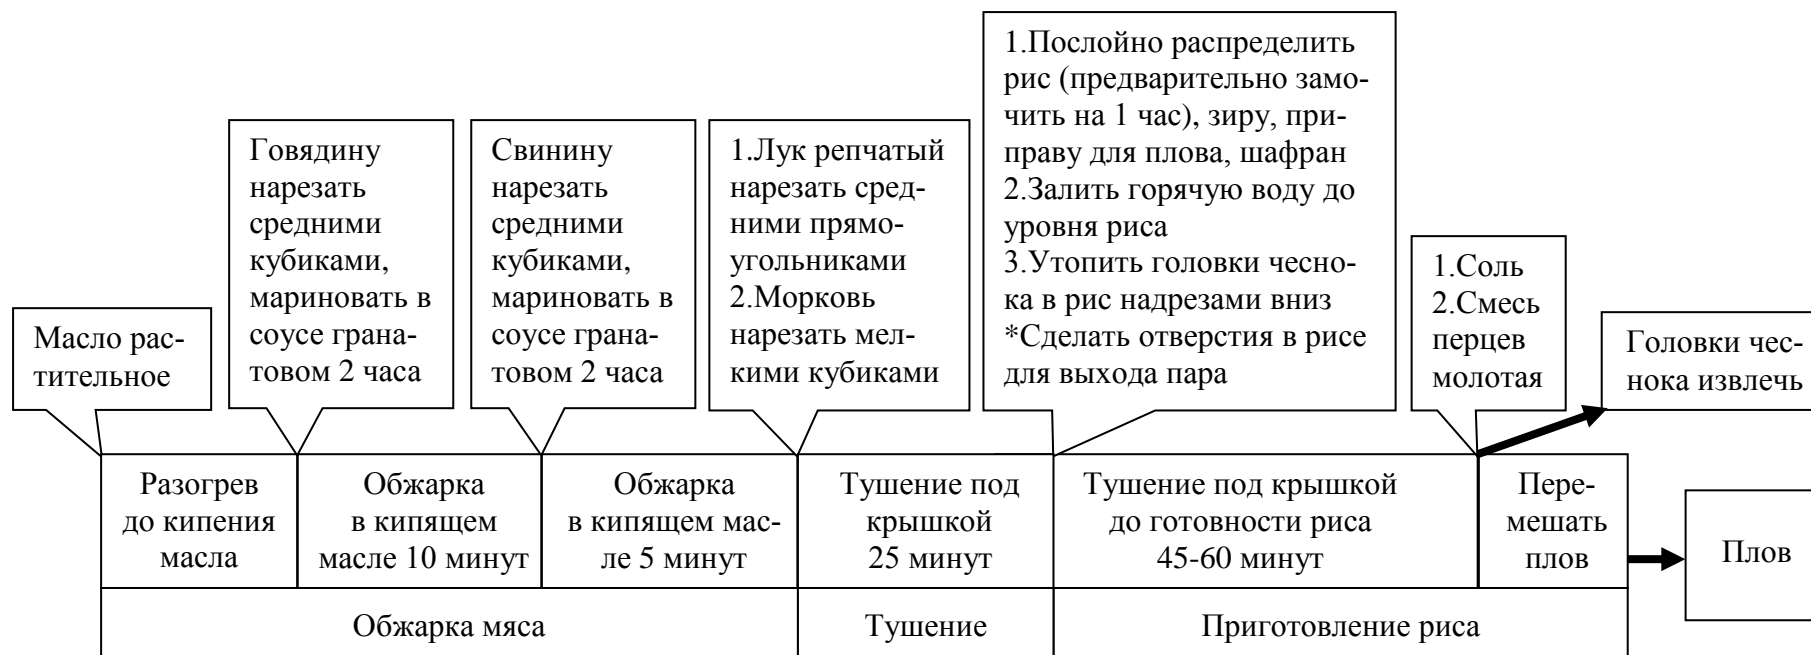 Масло рас-
тительное
Говядину
нарезать
средними
кубиками,
мариновать в
соусе грана-
товом 2 часа
Свинину
нарезать
средними
кубиками,
мариновать в
соусе грана-
товом 2 часа
1.Лук репчатый
нарезать сред-
ними прямо-
угольниками
2.Морковь
нарезать мел-
кими кубиками
1.Послойно распределить
рис (предварительно замо-
чить на 1 час), зиру, при-
праву для плова, шафран
2.Залить горячую воду до
уровня риса
3.Утопить головки чесно-
ка в рис надрезами вниз
*Сделать отверстия в рисе
для выхода пара
1.Соль
2.Смесь
перцев
молотая
Головки чес-
нока извлечь
Разогрев
до кипения
масла
Обжарка
в кипящем
масле 10 минут
Обжарка
в кипящем мас-
ле 5 минут
Тушение под
крышкой
25 минут
Тушение под крышкой
до готовности риса
45-60 минут
Пере-
мешать
плов
Плов
Обжарка мяса
Тушение
Приготовление риса